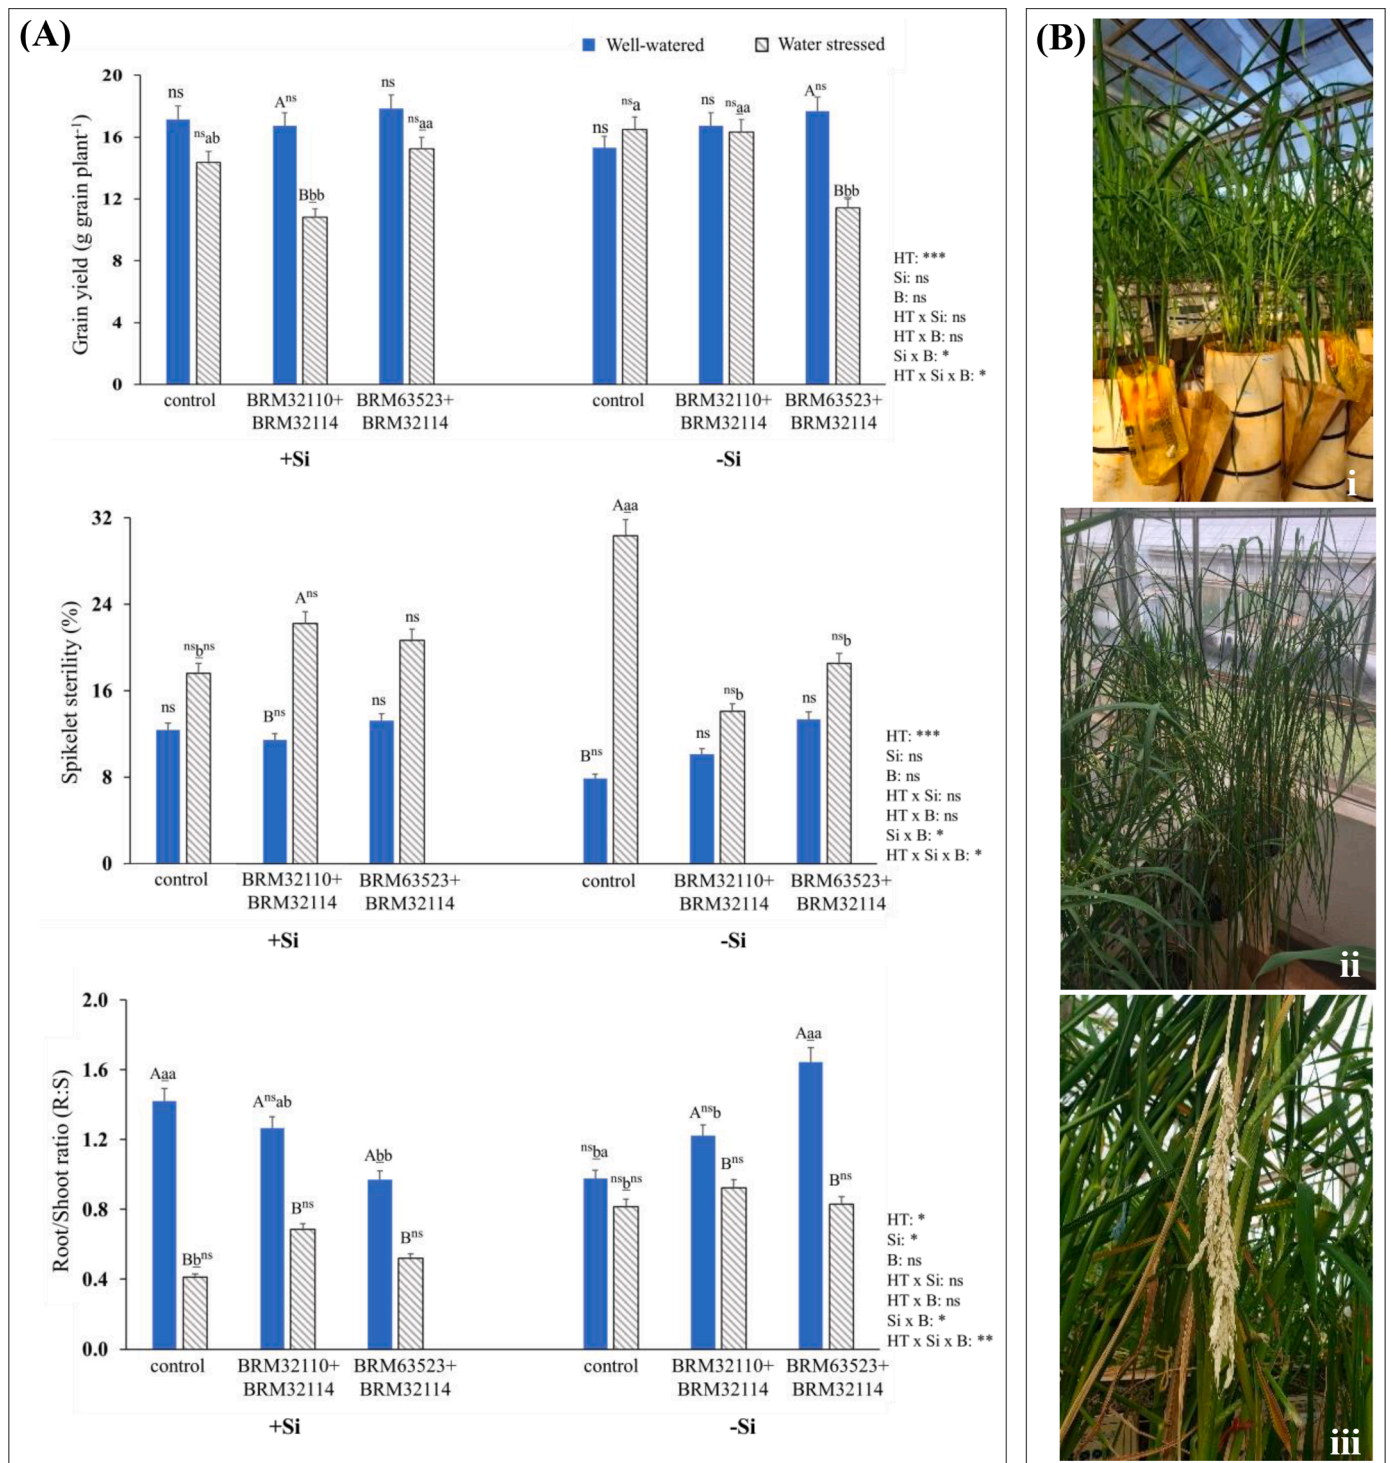 (A)
Well-watered Water stressed
Grain yield (g grain plant⁻¹)
20
16
12
8
4
0
ns
ⁿˢab
Aⁿˢ
Bbb
ns
ⁿˢaa
ns
ⁿˢa
ns
ⁿˢaa
Aⁿˢ
Bbb
HT: ***
Si: ns
B: ns
HT x Si: ns
HT x B: ns
Si x B: *
HT x Si x B: *
control BRM32110+ BRM63523+ control BRM32110+ BRM63523+
BRM32114 BRM32114 BRM32114 BRM32114
+Si -Si
Spikelet sterility (%)
32
24
16
8
0
ns
ⁿˢbⁿˢ
Bⁿˢ
Aⁿˢ
ns
ns
Bⁿˢ
Aaa
ns
ⁿˢb
ns
ⁿˢb
HT: ***
Si: ns
B: ns
HT x Si: ns
HT x B: ns
Si x B: *
HT x Si x B: *
control BRM32110+ BRM63523+ control BRM32110+ BRM63523+
BRM32114 BRM32114 BRM32114 BRM32114
+Si -Si
Root/Shoot ratio (R:S)
2.0
1.6
1.2
0.8
0.4
0.0
Aaa
Bbⁿˢ
Aⁿˢab
Bⁿˢ
Abb
Bⁿˢ
ⁿˢba
ⁿˢbⁿˢ
Aⁿˢb
Bⁿˢ
Aaa
Bⁿˢ
HT: *
Si: *
B: ns
HT x Si: ns
HT x B: ns
Si x B: *
HT x Si x B: **
control BRM32110+ BRM63523+ control BRM32110+ BRM63523+
BRM32114 BRM32114 BRM32114 BRM32114
+Si -Si
(B)
i
ii
iii